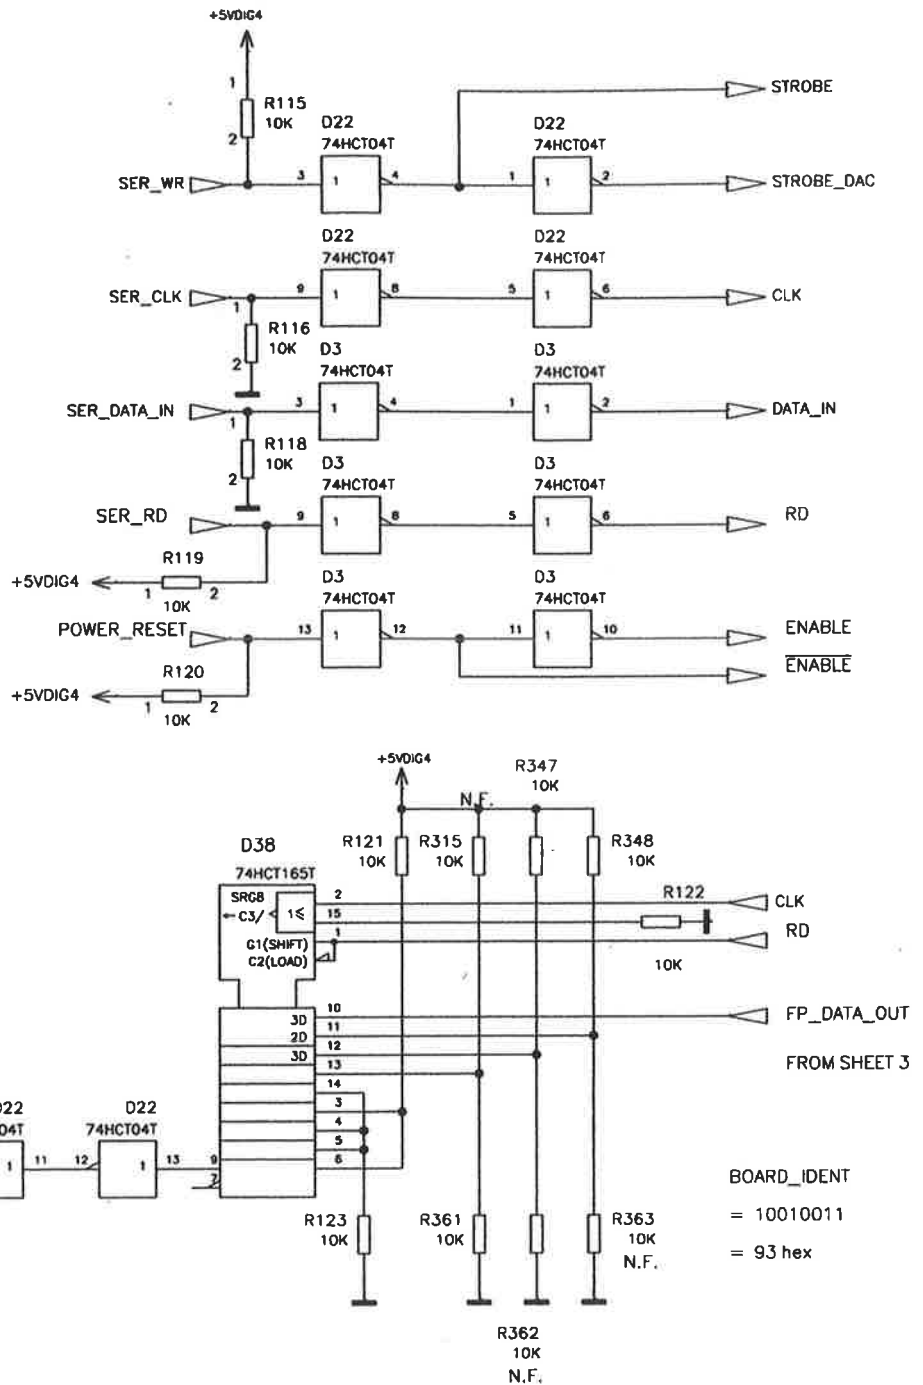 +5VDIG4
1
R115
10K
2
D22
74HCT04T
D22
74HCT04T
STROBE
SER_WR
3
1
4
1
1
2
STROBE_DAC
D22
74HCT04T
D22
74HCT04T
SER_CLK
1
9
1
8
5
1
6
CLK
R116
10K
2
D3
74HCT04T
D3
74HCT04T
SER_DATA_IN
1
3
1
4
1
1
2
DATA_IN
R118
10K
2
D3
74HCT04T
D3
74HCT04T
SER_RD
9
1
8
5
1
6
RD
R119
+5VDIG4
1
2
10K
D3
74HCT04T
D3
74HCT04T
POWER_RESET
13
1
12
11
1
10
ENABLE
ENABLE
R120
+5VDIG4
1
2
10K
+5VDIG4
R347
10K
N.F.
D38
74HCT165T
R121
10K
R315
10K
R348
10K
SRG8
C3/
1≤
G1(SHIFT)
C2(LOAD)
2
15
1
R122
10K
CLK
RD
3D
2D
3D
10
11
12
13
14
3
4
5
6
FP_DATA_OUT
FROM SHEET 3
D22
04T
1
11
D22
74HCT04T
12
1
13
9
7
R123
10K
R361
10K
R363
10K
N.F.
R362
10K
N.F.
BOARD_IDENT
= 10010011
= 93 hex